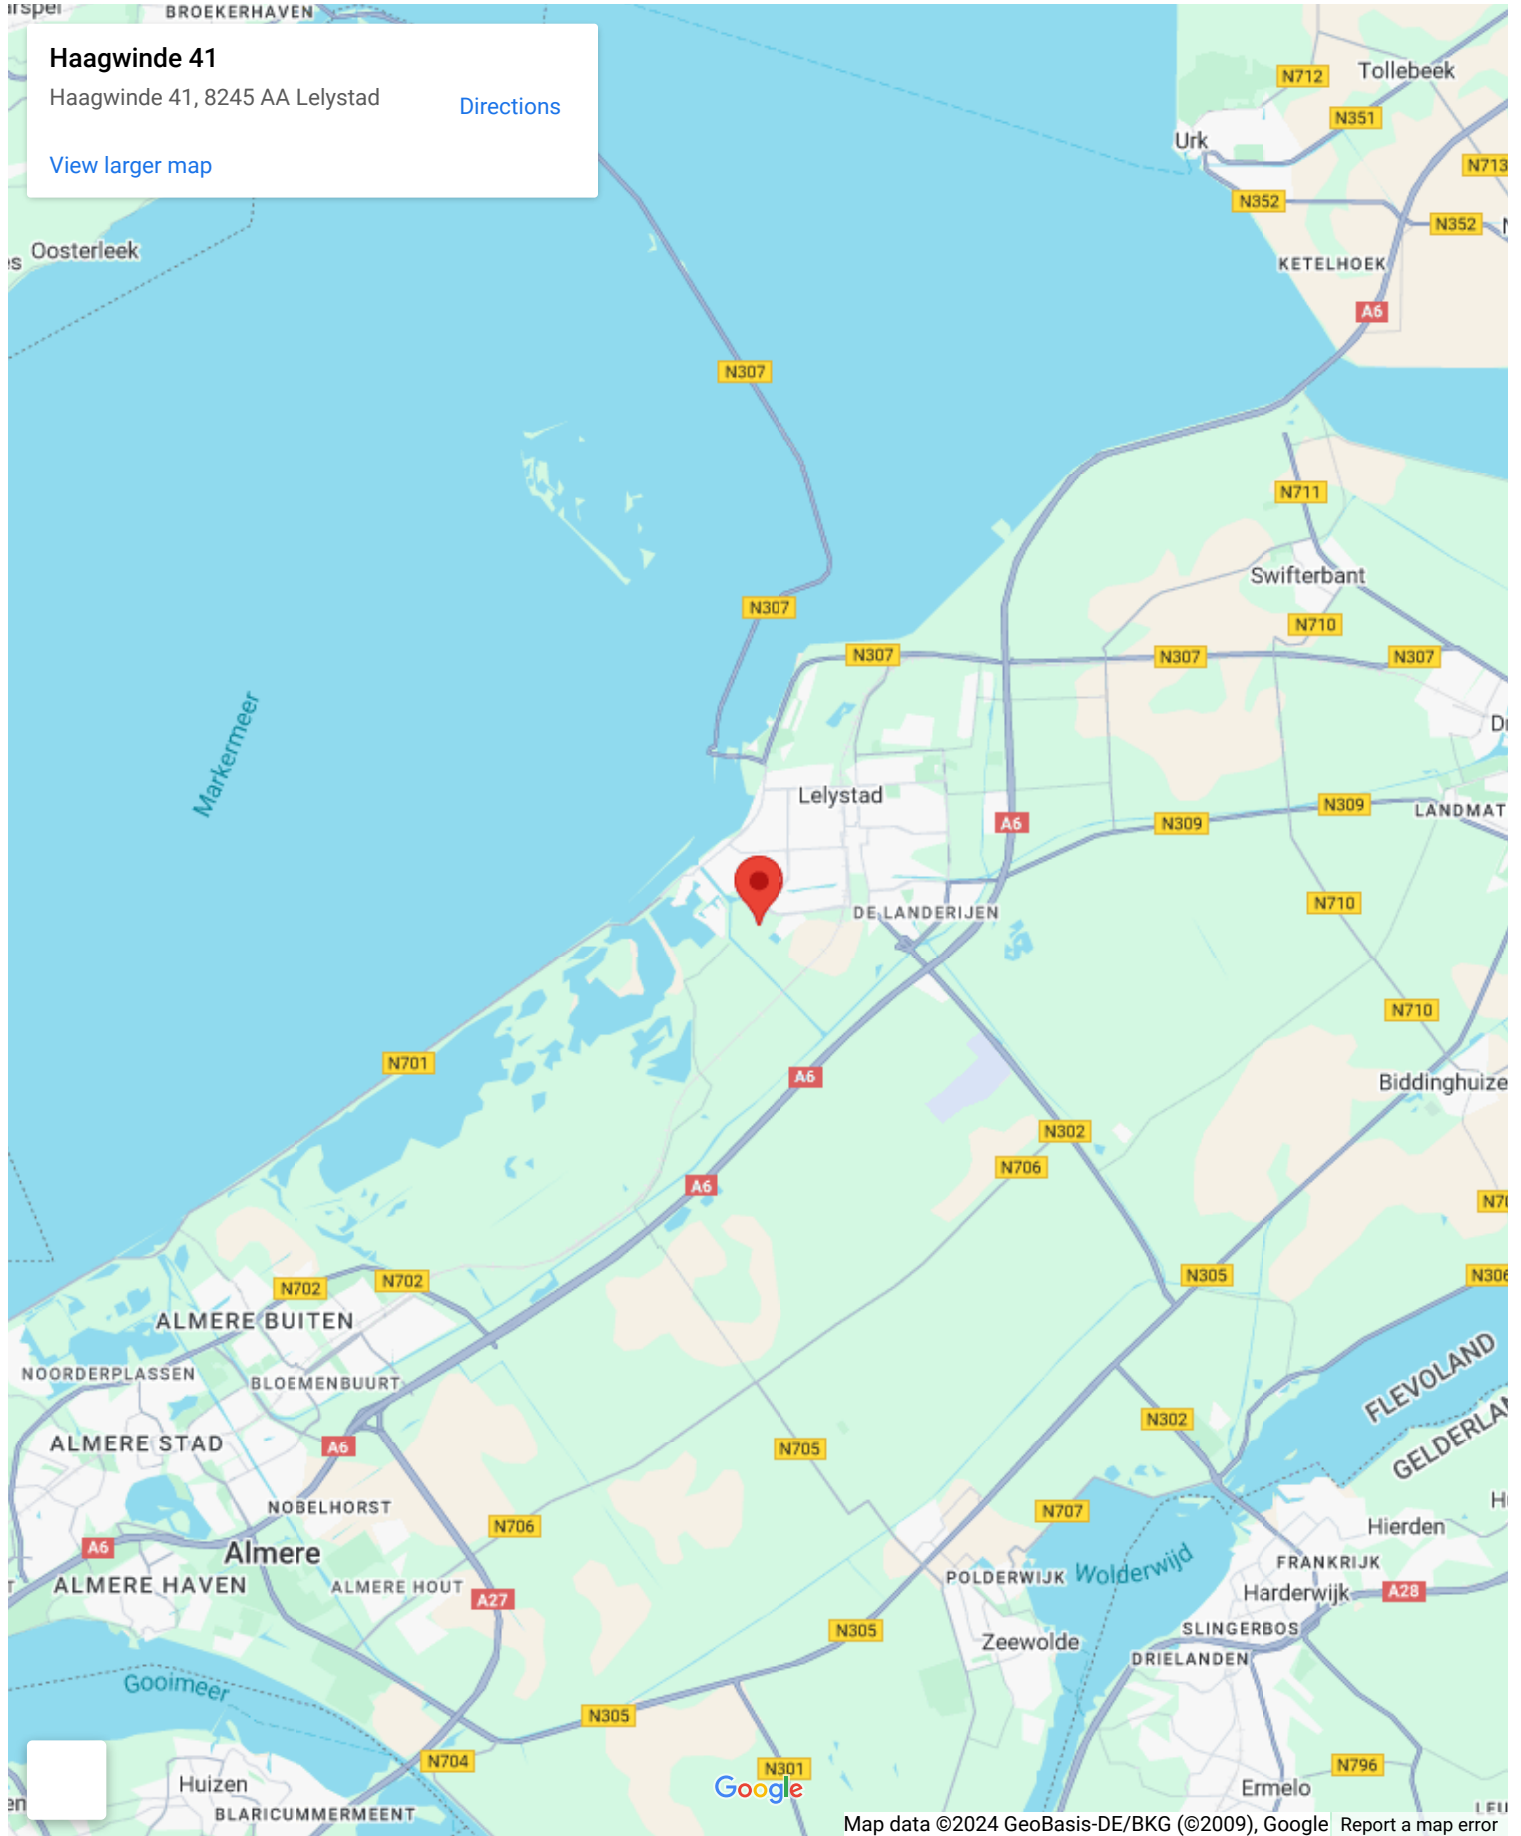 BROEKERHAVEN
Haagwinde 41
Haagwinde 41, 8245 AA Lelystad
Directions
View larger map
N712
Tollebeek
N351
Urk
N713
N352
N352
Oosterleek
KETELHOEK
A6
N307
N711
Swifterbant
N307
N710
N307
N307
N307
Markermeer
Lelystad
A6
N309
N309
LANDMAT
N710
DE LANDERIJEN
N710
N701
A6
Biddinghuize
N302
N706
A6
N70
N305
N306
N702
N702
ALMERE BUITEN
NOORDERPLASSEN
BLOEMENBUURT
FLEVOLAND
GELDERLAN
N302
ALMERE STAD
A6
N705
NOBELHORST
N706
N707
Hierden
A6
Almere
FRANKRIJK
ALMERE HAVEN
ALMERE HOUT
POLDERWIJK
Wolderwijd
Harderwijk
A28
A27
N305
SLINGERBOS
Zeewolde
DRIELANDEN
Gooimeer
N305
N704
N301
N796
Huizen
Google
Ermelo
BLARICUMMERMEENT
Map data ©2024 GeoBasis-DE/BKG (©2009), Google
Report a map error